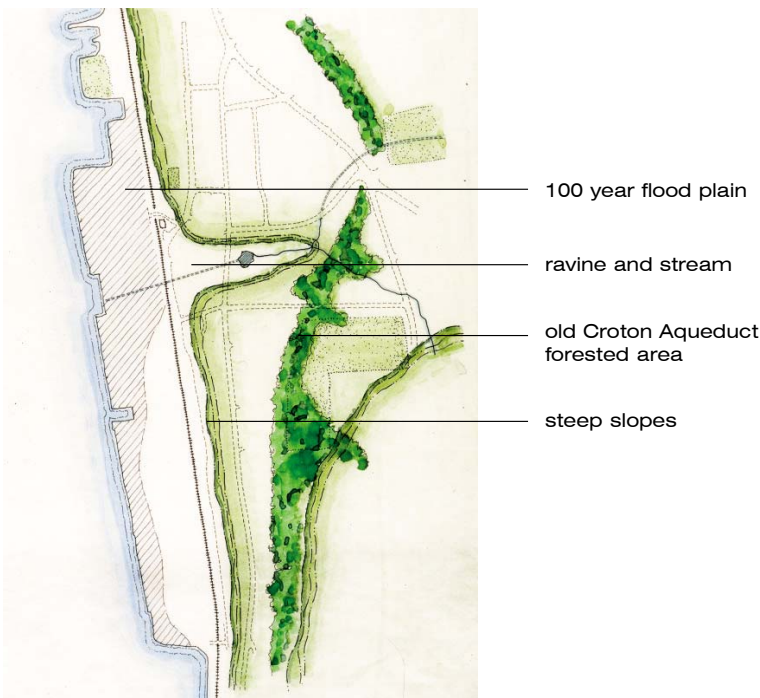 100 year flood plain
ravine and stream
old Croton Aqueduct
forested area
steep slopes